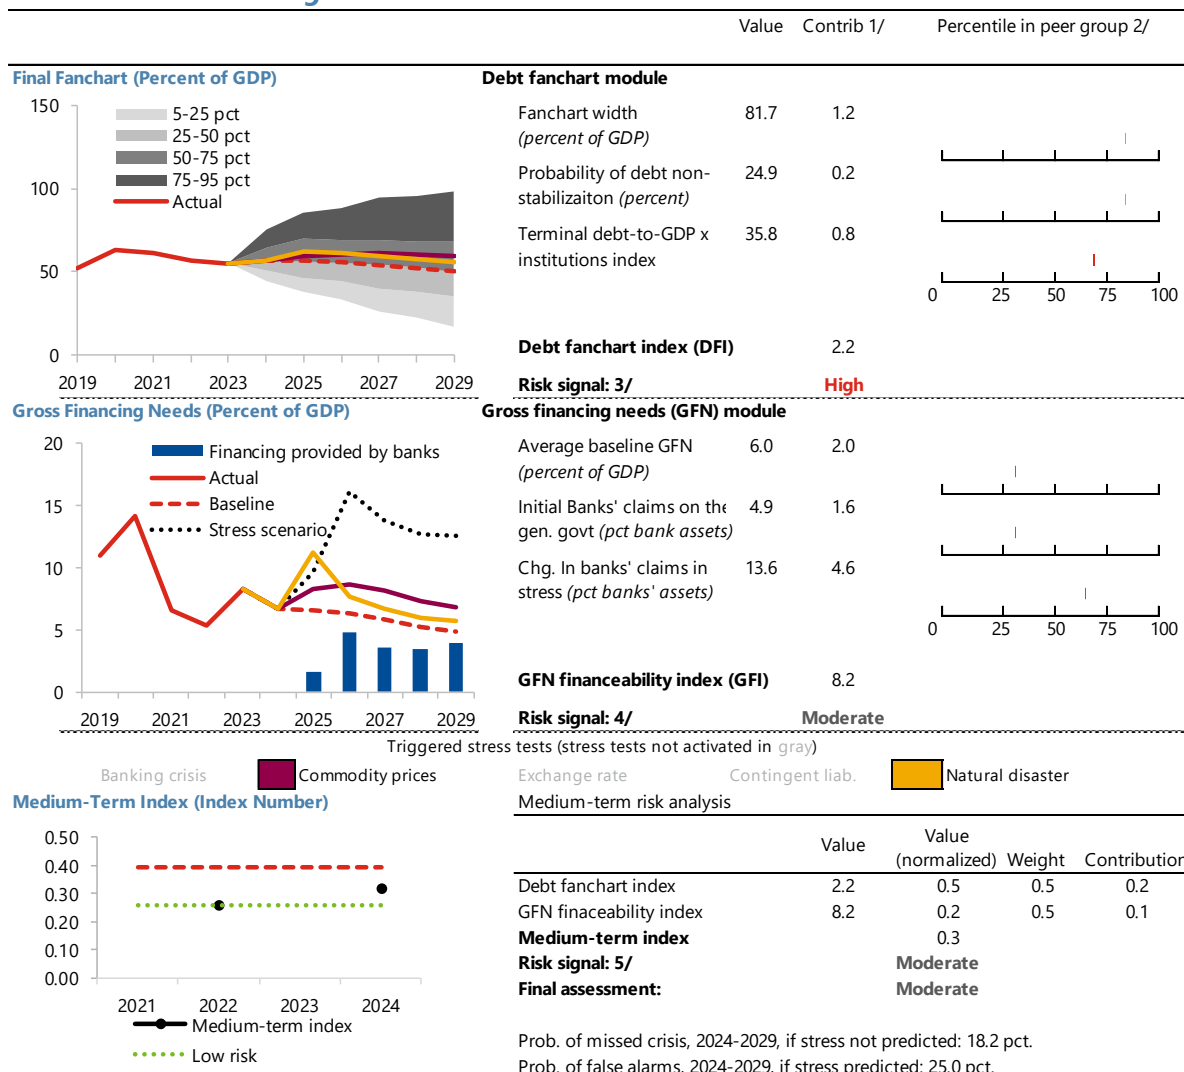 Value Contrib 1/ Percentile in peer group 2/
Final Fanchart (Percent of GDP)
150
100
50
0
5-25 pct
25-50 pct
50-75 pct
75-95 pct
Actual
2019 2021 2023 2025 2027 2029
Debt fanchart module
Fanchart width 81.7 1.2
(percent of GDP)
Probability of debt non- 24.9 0.2
stabilizaiton (percent)
Terminal debt-to-GDP x 35.8 0.8
institutions index
0 25 50 75 100
Debt fanchart index (DFI) 2.2
Risk signal: 3/ High
Gross Financing Needs (Percent of GDP)
20
15
10
5
0
Financing provided by banks
Actual
Baseline
Stress scenario
2019 2021 2023 2025 2027 2029
Gross financing needs (GFN) module
Average baseline GFN 6.0 2.0
(percent of GDP)
Initial Banks' claims on the 4.9 1.6
gen. govt (pct bank assets)
Chg. In banks' claims in 13.6 4.6
stress (pct banks' assets)
0 25 50 75 100
GFN financeability index (GFI) 8.2
Risk signal: 4/ Moderate
Triggered stress tests (stress tests not activated in gray)
Banking crisis Commodity prices Exchange rate Contingent liab. Natural disaster
Medium-Term Index (Index Number)
0.50
0.40
0.30
0.20
0.10
0.00
2021 2022 2023 2024
Medium-term index
Low risk
Medium-term risk analysis
Value Value (normalized) Weight Contribution
Debt fanchart index 2.2 0.5 0.5 0.2
GFN finaceability index 8.2 0.2 0.5 0.1
Medium-term index 0.3
Risk signal: 5/ Moderate
Final assessment: Moderate
Prob. of missed crisis, 2024-2029, if stress not predicted: 18.2 pct.
Prob. of false alarms, 2024-2029, if stress predicted: 25.0 pct.